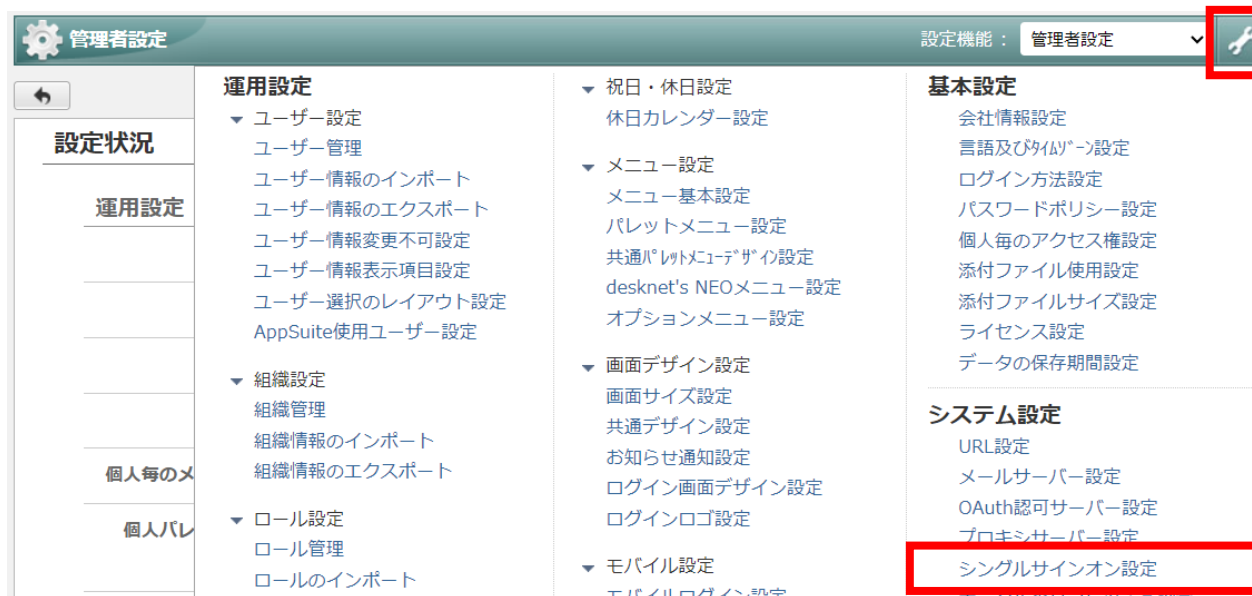 管理者設定
設定機能： 管理者設定
設定状況
運用設定
個人毎のメ
個人パレ
運用設定
ユーザー設定
ユーザー管理
ユーザー情報のインポート
ユーザー情報のエクスポート
ユーザー情報変更不可設定
ユーザー情報表示項目設定
ユーザー選択のレイアウト設定
AppSuite使用ユーザー設定
組織設定
組織管理
組織情報のインポート
組織情報のエクスポート
ロール設定
ロール管理
ロールのインポート
祝日・休日設定
休日カレンダー設定
メニュー設定
メニュー基本設定
パレットメニュー設定
共通ﾊﾟﾚｯﾄﾒﾆｭｰﾃﾞｻﾞｲﾝ設定
desknet's NEOメニュー設定
オプションメニュー設定
画面デザイン設定
画面サイズ設定
共通デザイン設定
お知らせ通知設定
ログイン画面デザイン設定
ログインロゴ設定
モバイル設定
モバイルログイン設定
基本設定
会社情報設定
言語及びﾀｲﾑｿﾞｰﾝ設定
ログイン方法設定
パスワードポリシー設定
個人毎のアクセス権設定
添付ファイル使用設定
添付ファイルサイズ設定
ライセンス設定
データの保存期間設定
システム設定
URL設定
メールサーバー設定
OAuth認可サーバー設定
プロキシサーバー設定
シングルサインオン設定